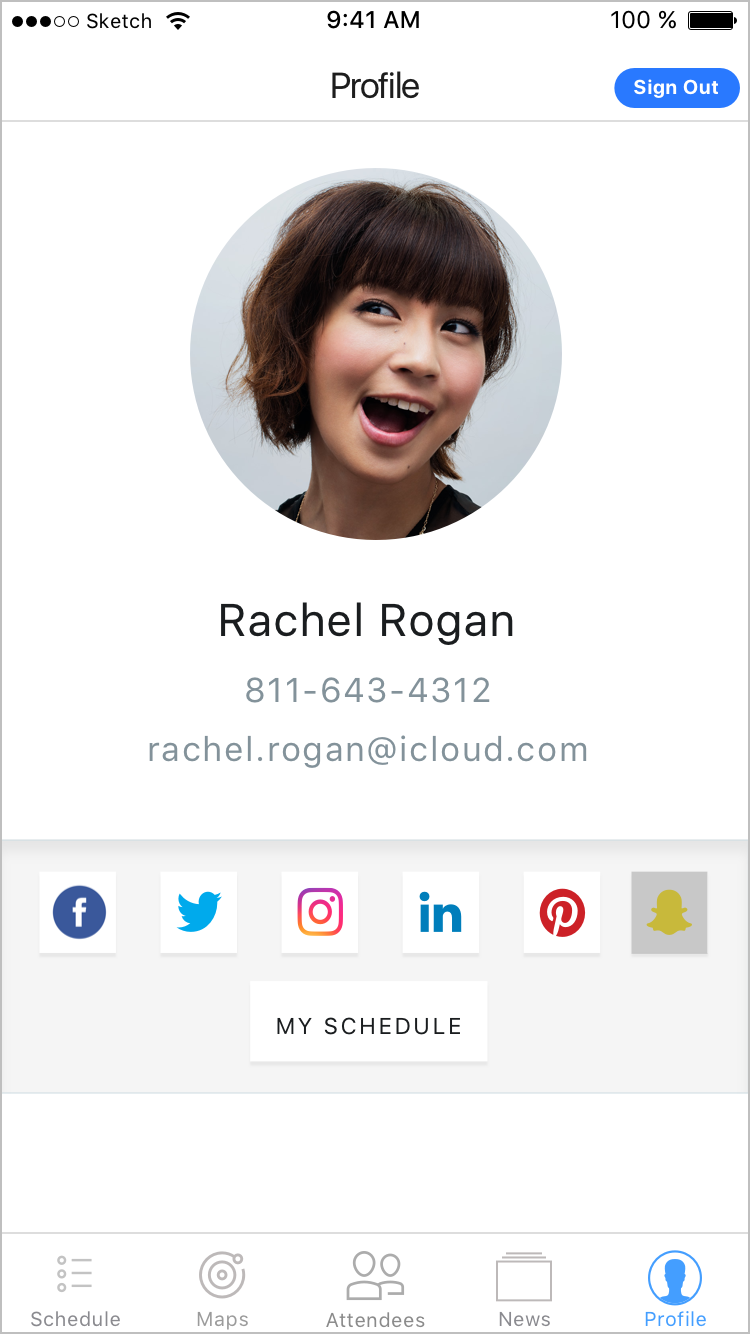 Sketch 9:41 AM 100 %
Profile Sign Out
Rachel Rogan
811-643-4312
rachel.rogan@icloud.com
MY SCHEDULE
Schedule Maps Attendees News Profile